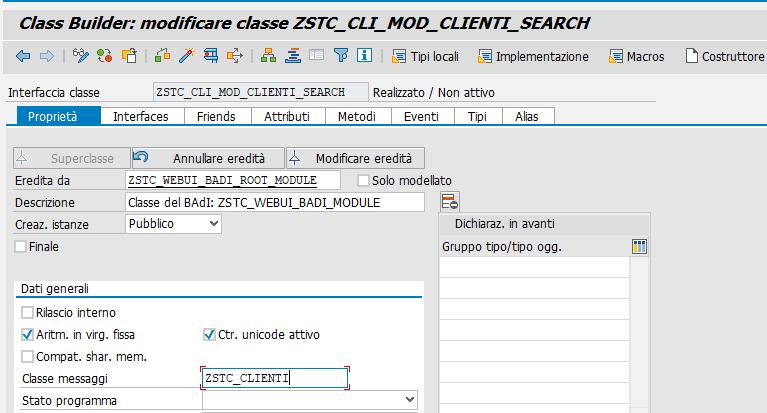 Class Builder: modificare classe ZSTC_CLI_MOD_CLIENTI_SEARCH
Tipi locali Implementazione Macros Costruttore
Interfaccia classe ZSTC_CLI_MOD_CLIENTI_SEARCH Realizzato / Non attivo
Proprietà Interfaces Friends Attributi Metodi Eventi Tipi Alias
Superclasse Annullare eredità Modificare eredità
Eredita da ZSTC_WEBUI_BADI_ROOT_MODULE Solo modellato
Descrizione Classe del BAdI: ZSTC_WEBUI_BADI_MODULE
Creaz. istanze Pubblico Dichiaraz. in avanti
Finale Gruppo tipo/tipo ogg.
Dati generali
Rilascio interno
Aritm. in virg. fissa Ctr. unicode attivo
Compat. shar. mem.
Classe messaggi ZSTC_CLIENTI
Stato programma